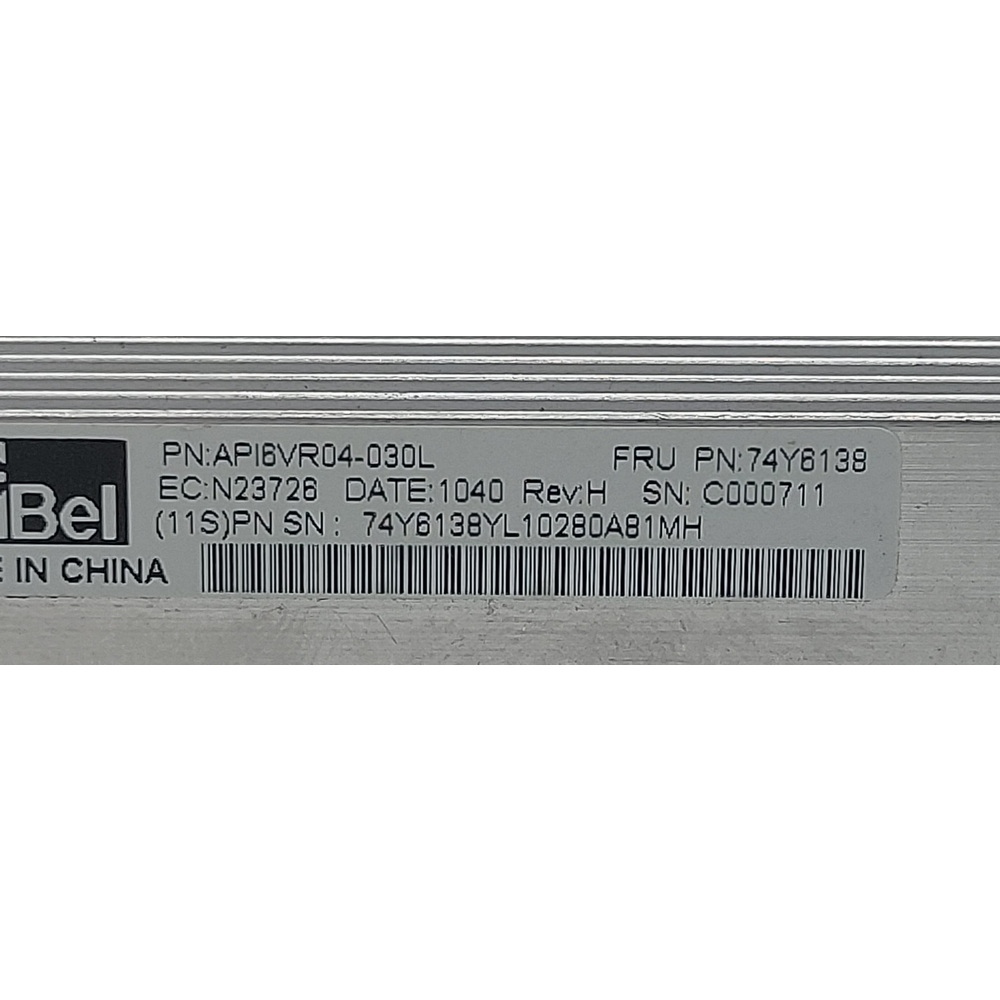 PN:API6VR04-030L FRU PN:74Y6138
EC:N23726 DATE:1040 Rev:H SN: C000711
(11S)PN SN : 74Y6138YL10280A81MH
iBel
IN CHINA